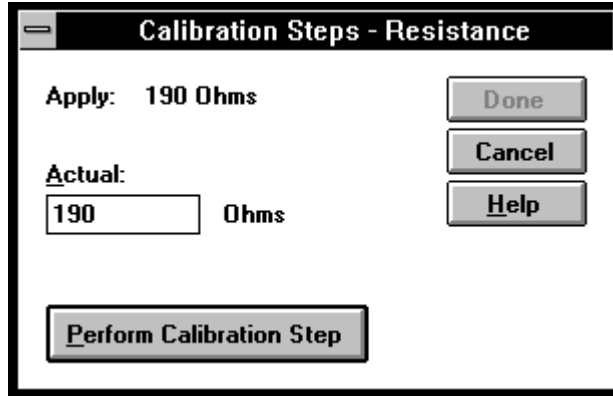 Calibration Steps - Resistance
Apply: 190 Ohms
Done
Cancel
Actual:
190 Ohms
Help
Perform Calibration Step